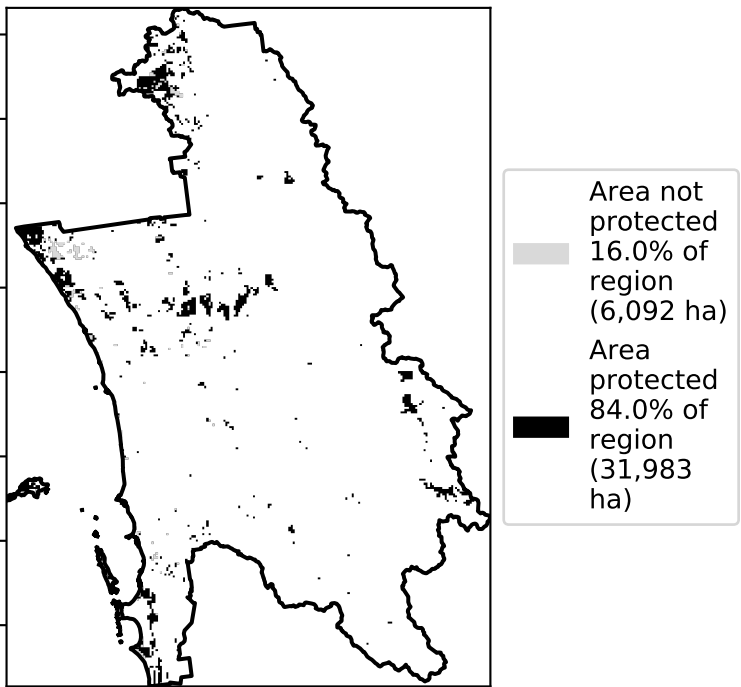 Area not
protected
16.0% of
region
(6,092 ha)
Area
protected
84.0% of
region
(31,983
ha)